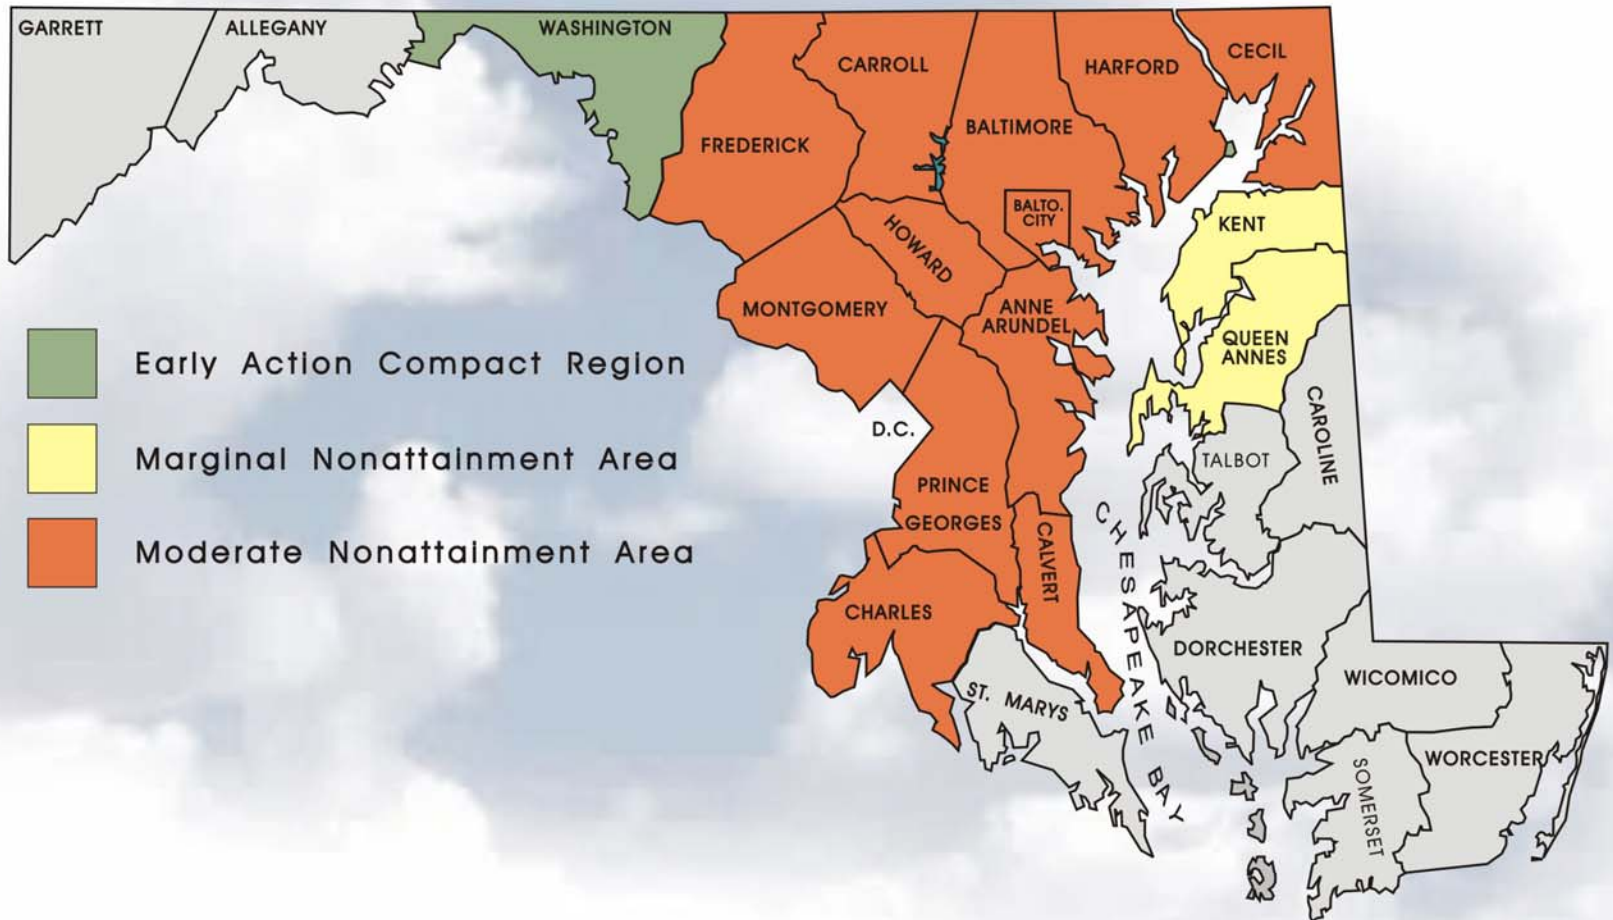 GARRETT
ALLEGANY
WASHINGTON
FREDERICK
CARROLL
BALTIMORE
HARFORD
CECIL
BALTO.
CITY
HOWARD
KENT
MONTGOMERY
ANNE
ARUNDEL
QUEEN
ANNES
CAROLINE
D.C.
TALBOT
PRINCE
GEORGES
CALVERT
CHARLES
CHESAPEAKE BAY
ST. MARYS
DORCHESTER
WICOMICO
WORCESTER
SOMERSET
Early Action Compact Region
Marginal Nonattainment Area
Moderate Nonattainment Area